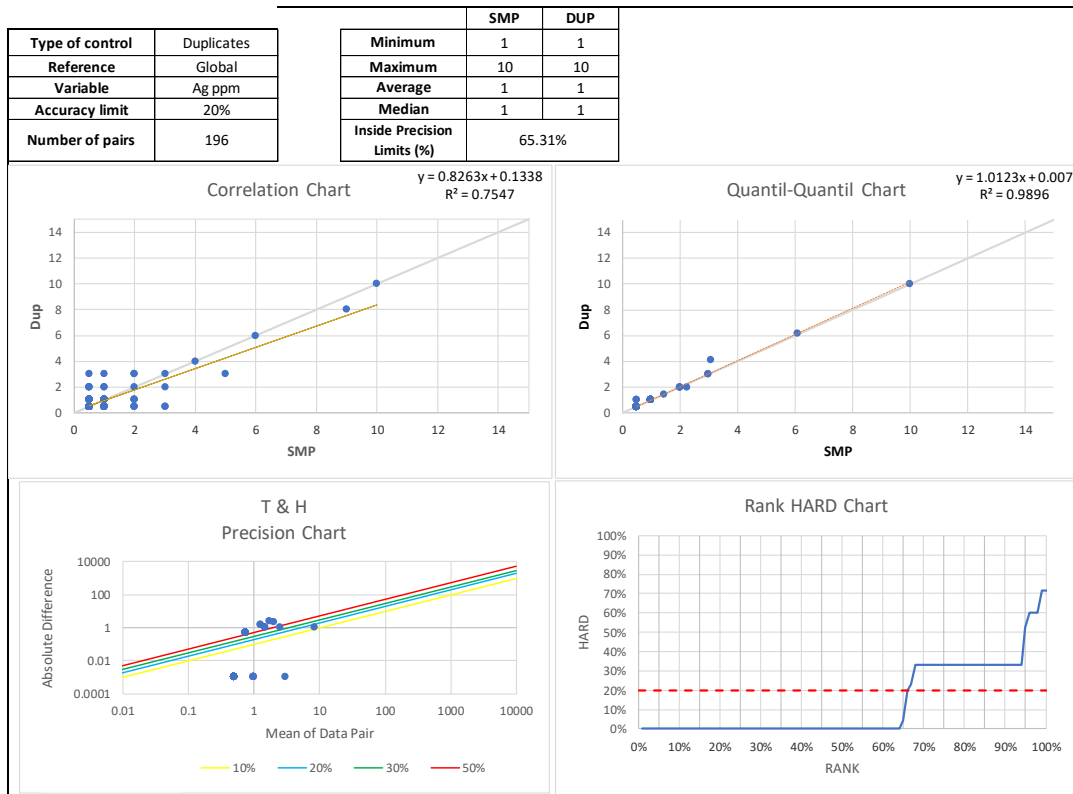 SMP DUP
Type of control Duplicates
Reference Global
Variable Ag ppm
Accuracy limit 20%
Number of pairs 196
Minimum 1 1
Maximum 10 10
Average 1 1
Median 1 1
Inside Precision
Limits (%) 65.31%
Correlation Chart
y = 0.8263x + 0.1338
R² = 0.7547
14
12
10
8
6
4
2
0
Dup
0 2 4 6 8 10 12 14
SMP
Quantil-Quantil Chart
y = 1.0123x + 0.007
R² = 0.9896
14
12
10
8
6
4
2
0
Dup
0 2 4 6 8 10 12 14
SMP
T & H
Precision Chart
10000
100
1
0.01
0.0001
Absolute Difference
0.01 0.1 1 10 100 1000 10000
Mean of Data Pair
10% 20% 30% 50%
Rank HARD Chart
100%
90%
80%
70%
60%
50%
40%
30%
20%
10%
0%
HARD
0% 10% 20% 30% 40% 50% 60% 70% 80% 90% 100%
RANK